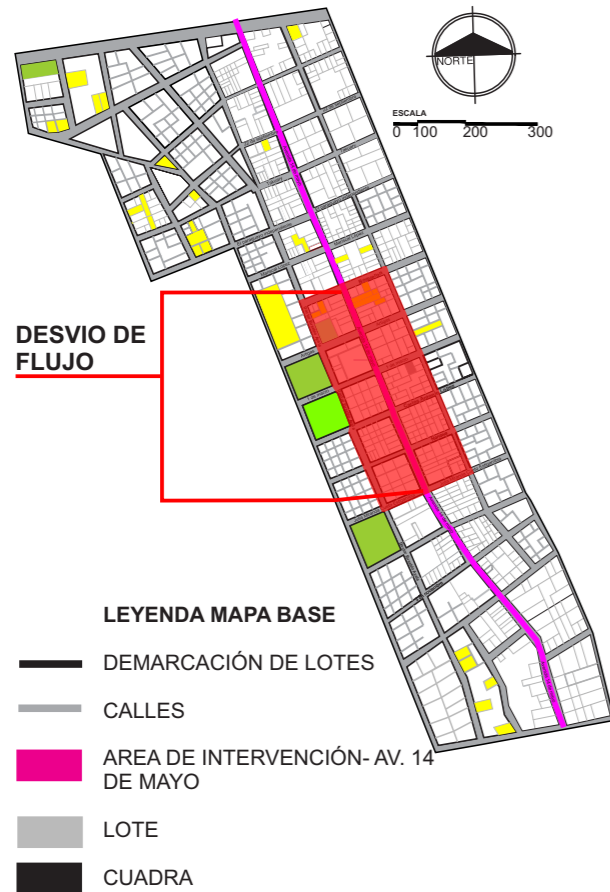 NORTE
ESCALA
0 100 200 300
DESVIO DE
FLUJO
LEYENDA MAPA BASE
DEMARCACIÓN DE LOTES
CALLES
AREA DE INTERVENCIÓN- AV. 14
DE MAYO
LOTE
CUADRA